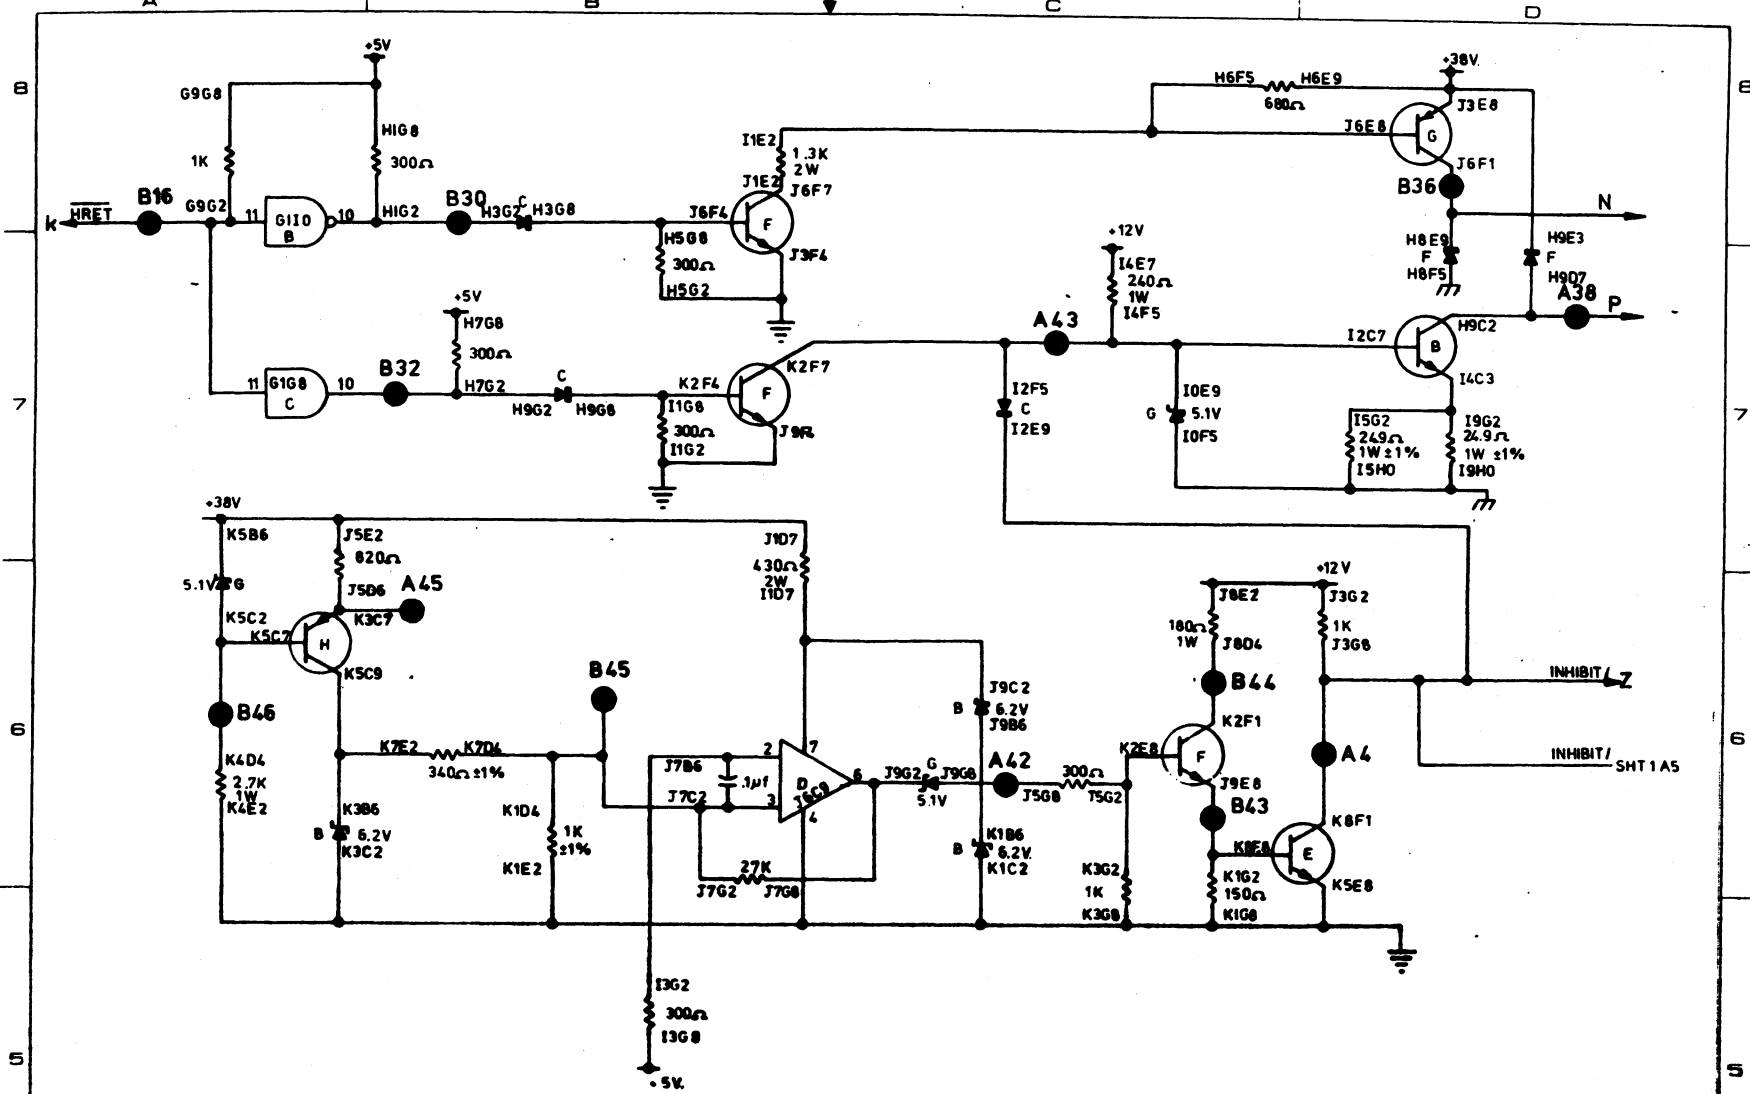 A B C D
8 8
+5V
+38V
H6F5 H6E9
680Ω
G9G8
J3E8
H1G8
I1E2
J6E8 G
1K 300Ω
1.3K
2W
J6F1
J1E2
J6F7
B36
B16 B30
HRET
k G9G2 11 G1I0 10 H1G2 H3G2 C H3G8 J6F4 F
B
N
+12V
H5G8
300Ω
H5G2
J3F4
I4E7
240Ω
1W
I4F5
H8E9
F
H8F5
H9E3
F
H9D7
+5V
H7G8
300Ω
A43
A38 P
H9C2
I2C7 B
B32
K2F7
11 G1G8 10
C
H7G2
H9G2 C H9G8
K2F4 F
I4C3
7 7
I1G8
300Ω
I1G2
J9F4
I2F5
C
I2E9
I0E9
G 5.1V
I0F5
I5G2
24.9Ω
1W ±1%
I5H0
I9G2
24.9Ω
1W ±1%
I9H0
+38V
K5B6
J5E2
820Ω
J5D6
A45
J1D7
430Ω
2W
I1D7
+12V
5.1V G
J8E2
J3G2
K5C2
K3C7
K5C7 H
180Ω
1W
J8D4
1K
J3G8
K5C9
B45
J9C2
B 6.2V
J9B6
B44
INHIBIT/ Z
B46
K2F1
6 6
K4D4
2.7K
1W
K4E2
K7E2 K7D4
340Ω ±1%
J7B6 2 7
.1µf
D
J6C9
6
J7C2 3
4
J9G2 G J9G8
5.1V
A42
300Ω
J5G8 T5G2
K2E8 F
J9E8
B43
A4
INHIBIT/
SHT 1 A5
K3B6
B 6.2V
K3C2
K1D4
1K
±1%
K1E2
K1B6
B 6.2V
K1C2
K8F1
K8F8 E
27K
J7G2 J7G8
K3G2
1K
K3G8
K1G2
150Ω
K1G8
K5E8
I3G2
300Ω
I3G8
5 5
+5V.